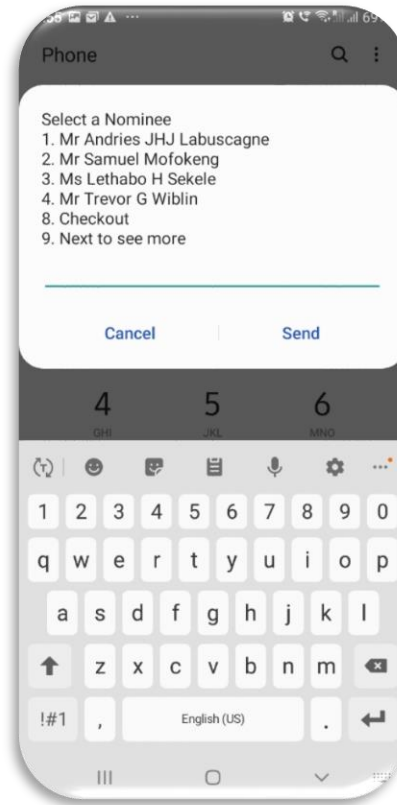 Phone
Select a Nominee
1. Mr Andries JHJ Labuscagne
2. Mr Samuel Mofokeng
3. Ms Lethabo H Sekele
4. Mr Trevor G Wiblin
8. Checkout
9. Next to see more
Cancel Send
4 5 6
GHI JKL MNO
1 2 3 4 5 6 7 8 9 0
q w e r t y u i o p
a s d f g h j k l
z x c v b n m
!#1 , English (US) .